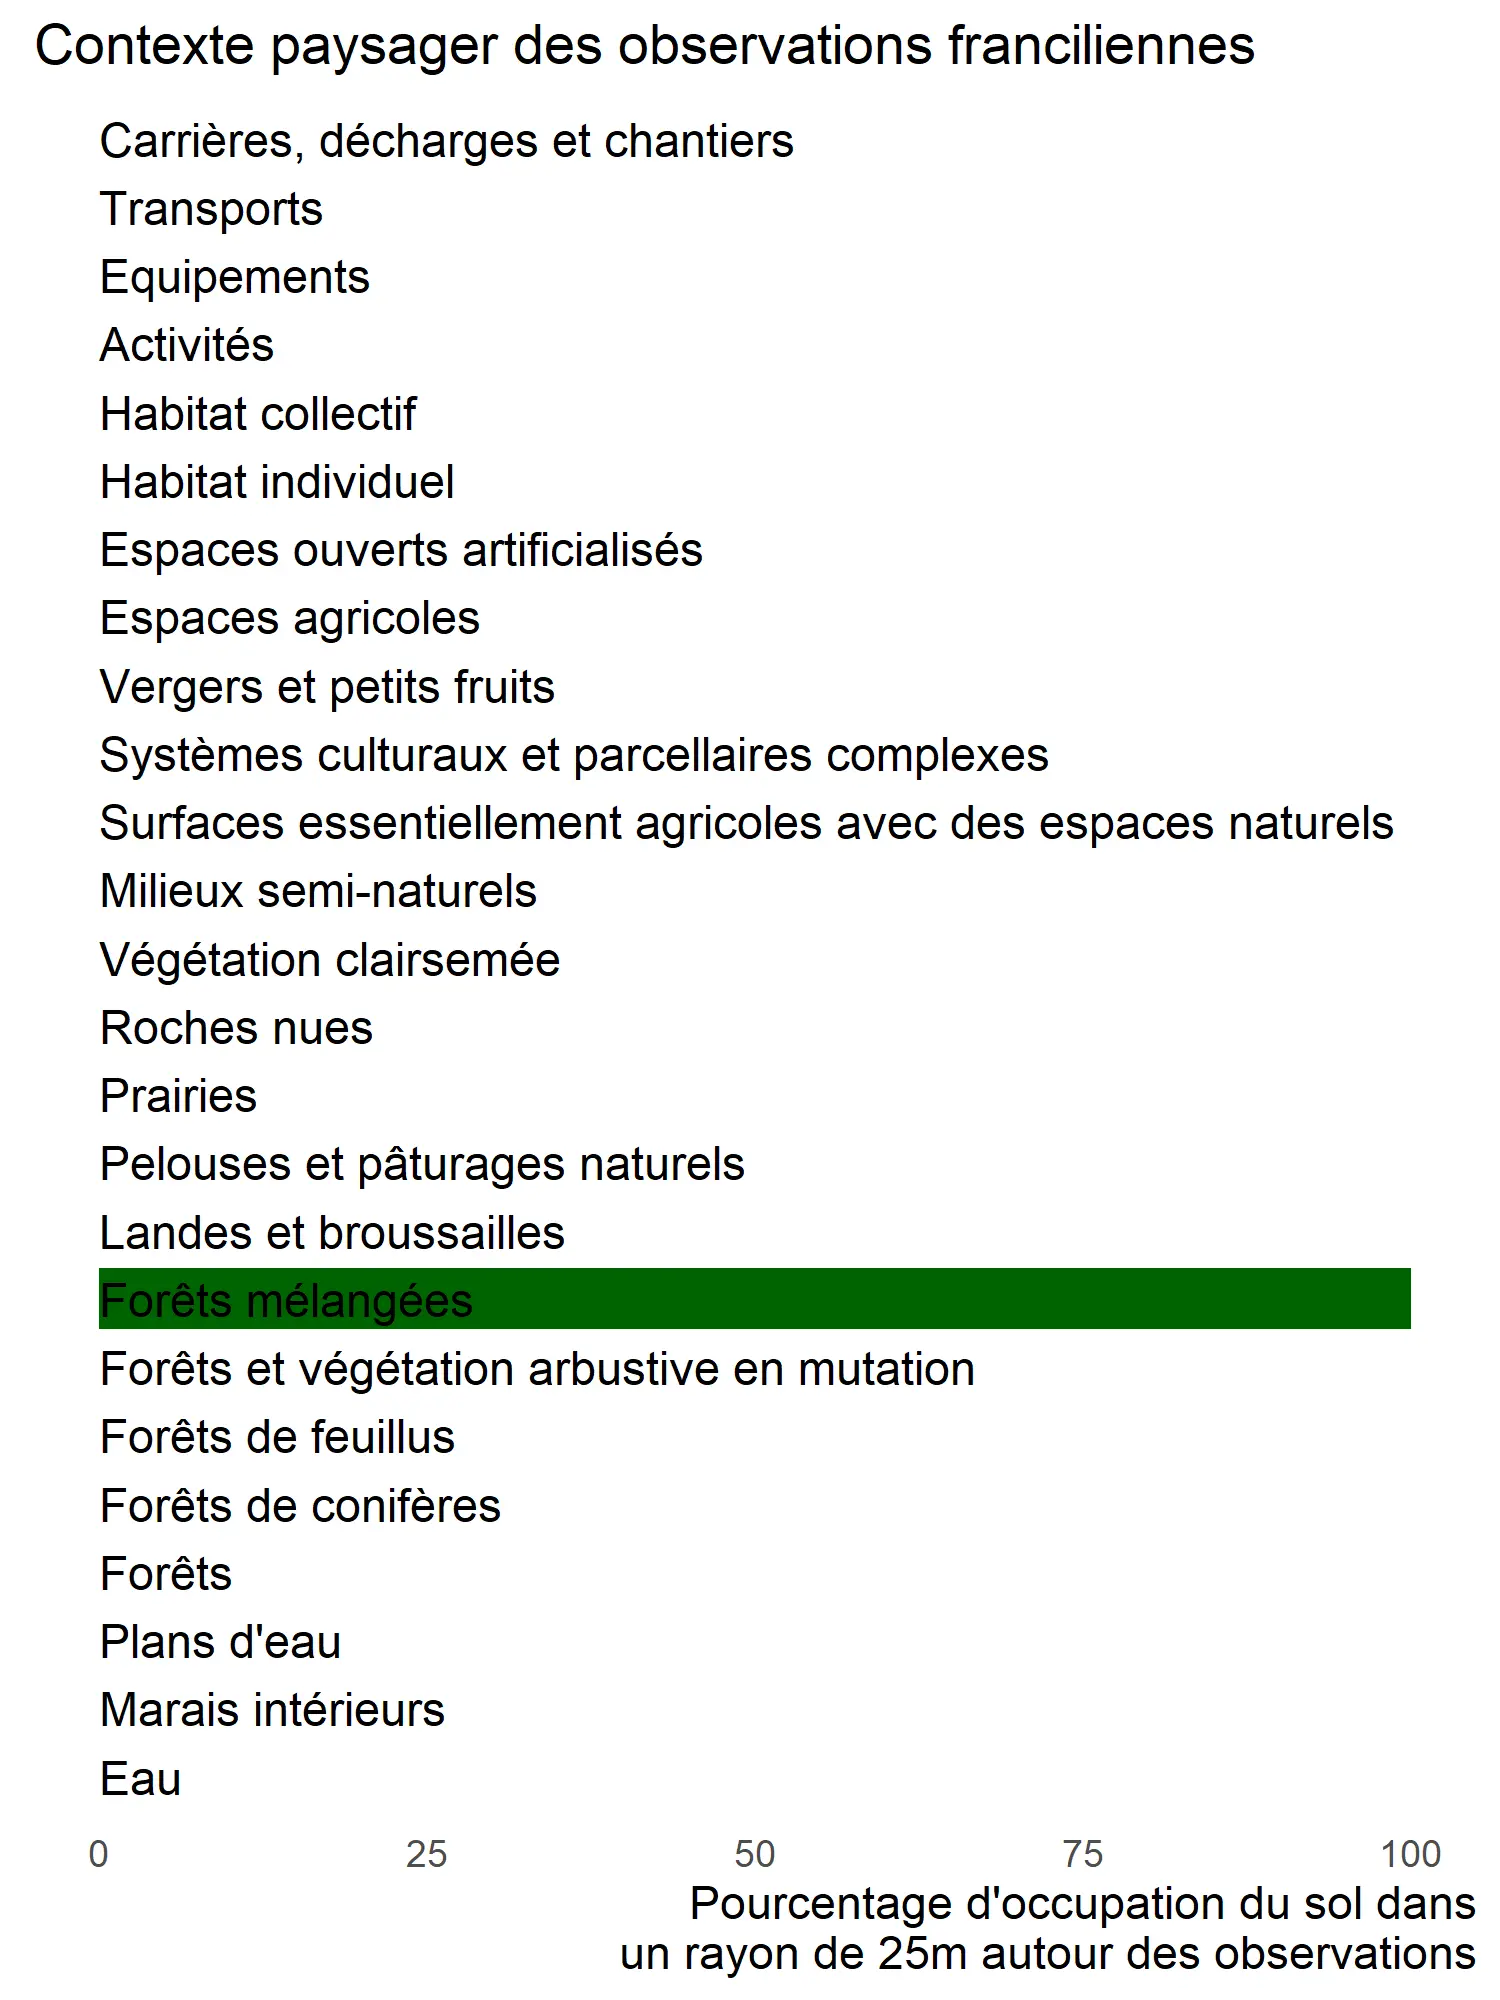 Contexte paysager des observations franciliennes
Carrières, décharges et chantiers
Transports
Equipements
Activités
Habitat collectif
Habitat individuel
Espaces ouverts artificialisés
Espaces agricoles
Vergers et petits fruits
Systèmes culturaux et parcellaires complexes
Surfaces essentiellement agricoles avec des espaces naturels
Milieux semi-naturels
Végétation clairsemée
Roches nues
Prairies
Pelouses et pâturages naturels
Landes et broussailles
Forêts mélangées
Forêts et végétation arbustive en mutation
Forêts de feuillus
Forêts de conifères
Forêts
Plans d'eau
Marais intérieurs
Eau
0 25 50 75 100
Pourcentage d'occupation du sol dans
un rayon de 25m autour des observations